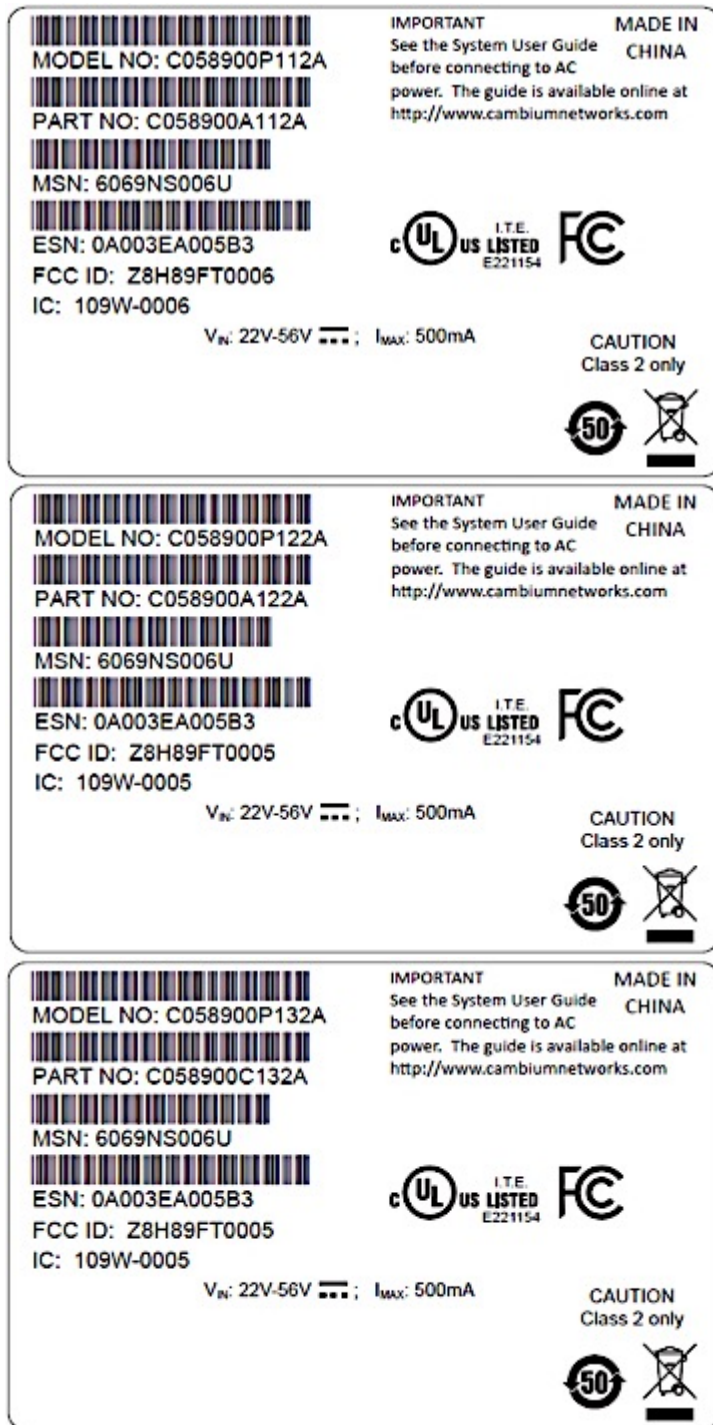 MODEL NO: C058900P112A
PART NO: C058900A112A
MSN: 6069NS006U
ESN: 0A003EA005B3
FCC ID: Z8H89FT0006
IC: 109W-0006
IMPORTANT
See the System User Guide
before connecting to AC
power. The guide is available online at
http://www.cambiumnetworks.com
MADE IN
CHINA
c UL US LISTED
I.T.E.
E221154
FC
VIN: 22V-56V ; IMAX: 500mA
CAUTION
Class 2 only
50
MODEL NO: C058900P122A
PART NO: C058900A122A
MSN: 6069NS006U
ESN: 0A003EA005B3
FCC ID: Z8H89FT0005
IC: 109W-0005
IMPORTANT
See the System User Guide
before connecting to AC
power. The guide is available online at
http://www.cambiumnetworks.com
MADE IN
CHINA
c UL US LISTED
I.T.E.
E221154
FC
VIN: 22V-56V ; IMAX: 500mA
CAUTION
Class 2 only
50
MODEL NO: C058900P132A
PART NO: C058900C132A
MSN: 6069NS006U
ESN: 0A003EA005B3
FCC ID: Z8H89FT0005
IC: 109W-0005
IMPORTANT
See the System User Guide
before connecting to AC
power. The guide is available online at
http://www.cambiumnetworks.com
MADE IN
CHINA
c UL US LISTED
I.T.E.
E221154
FC
VIN: 22V-56V ; IMAX: 500mA
CAUTION
Class 2 only
50